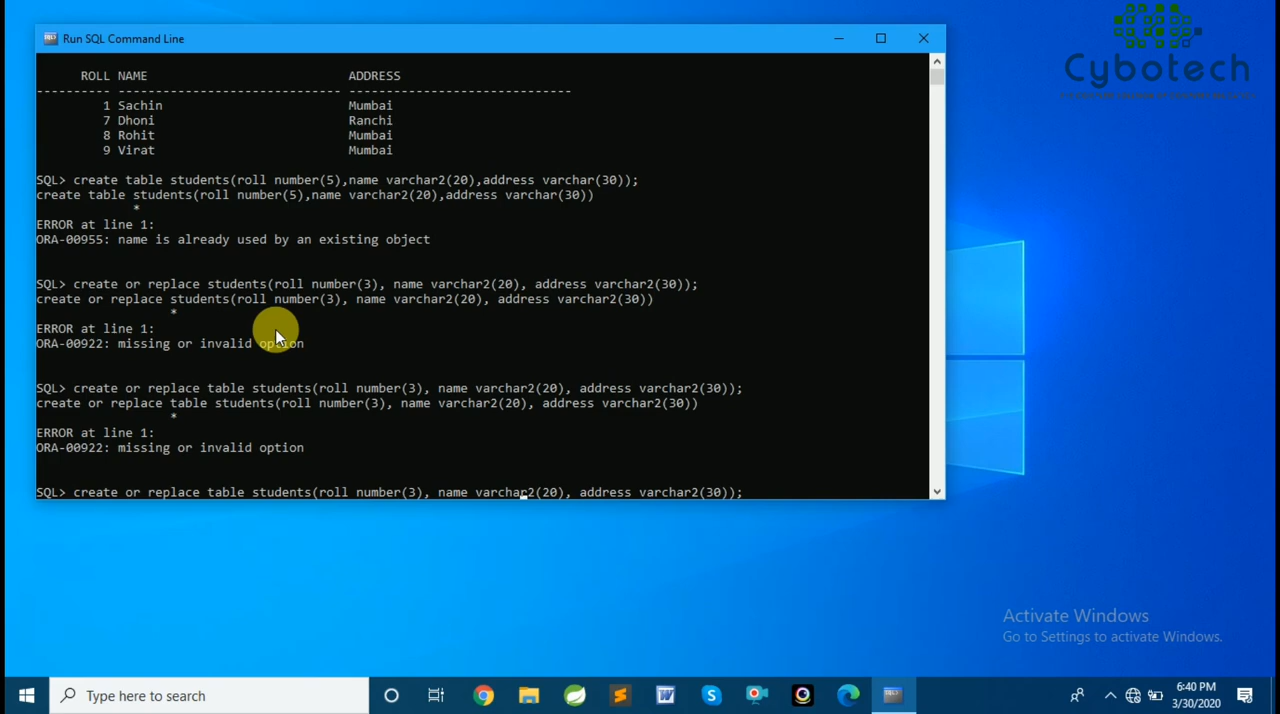 Run SQL Command Line
Cybotech
ROLL NAME ADDRESS
---------- ------------------------------ ------------------------------
1 Sachin Mumbai
7 Dhoni Ranchi
8 Rohit Mumbai
9 Virat Mumbai
SQL> create table students(roll number(5),name varchar2(20),address varchar(30));
create table students(roll number(5),name varchar2(20),address varchar(30))
*
ERROR at line 1:
ORA-00955: name is already used by an existing object
SQL> create or replace students(roll number(3), name varchar2(20), address varchar2(30));
create or replace students(roll number(3), name varchar2(20), address varchar2(30))
*
ERROR at line 1:
ORA-00922: missing or invalid option
SQL> create or replace table students(roll number(3), name varchar2(20), address varchar2(30));
create or replace table students(roll number(3), name varchar2(20), address varchar2(30))
*
ERROR at line 1:
ORA-00922: missing or invalid option
SQL> create or replace table students(roll number(3), name varchar2(20), address varchar2(30));
Activate Windows
Go to Settings to activate Windows.
Type here to search
6:40 PM
3/30/2020